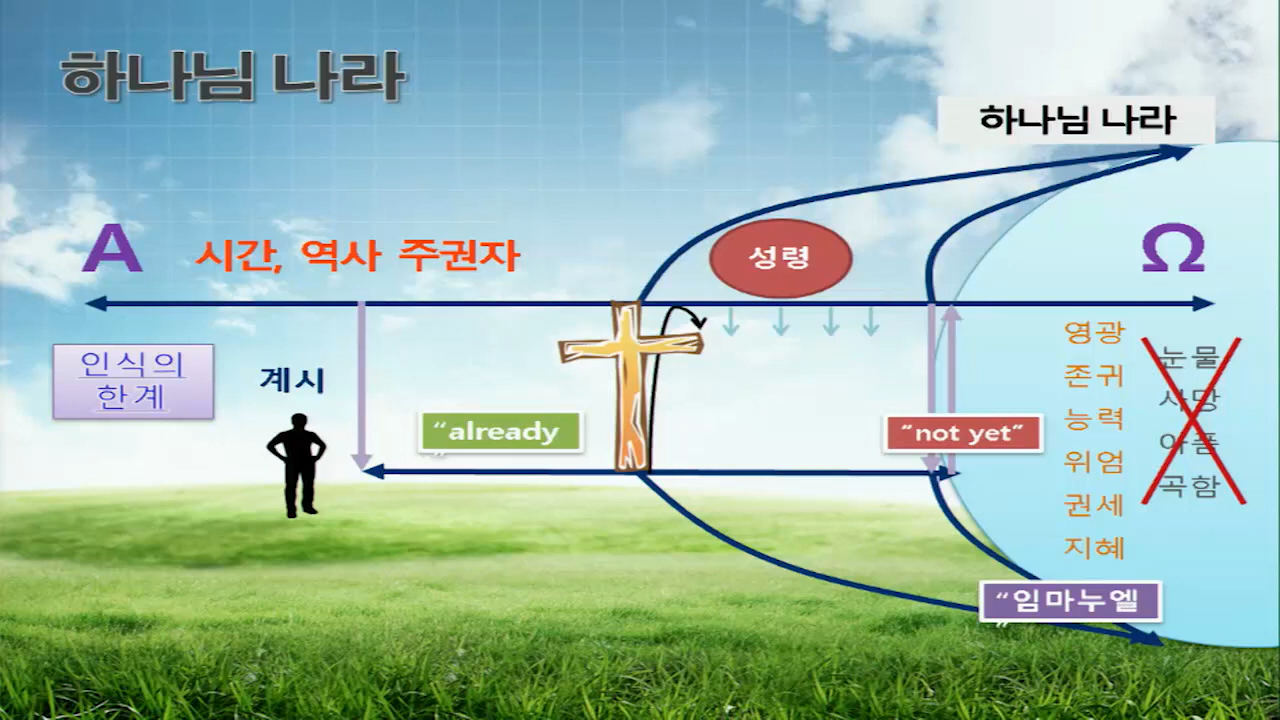 하나님 나라
하나님 나라
A
시간, 역사 주권자
성령
Ω
인식의
한계
계시
“already
”
“not yet”
영광
존귀
능력
위엄
권세
지혜
눈물
사망
아픔
곡함
“임마누엘
”